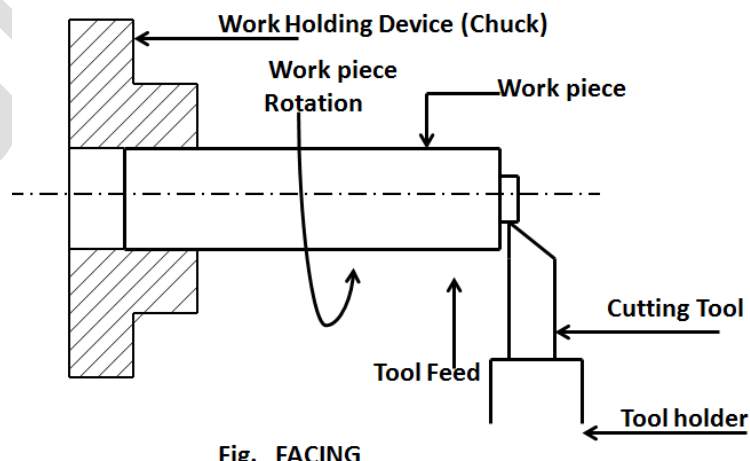 Work Holding Device (Chuck)
Work piece
Rotation
Work piece
Cutting Tool
Tool Feed
Tool holder
Fig. FACING